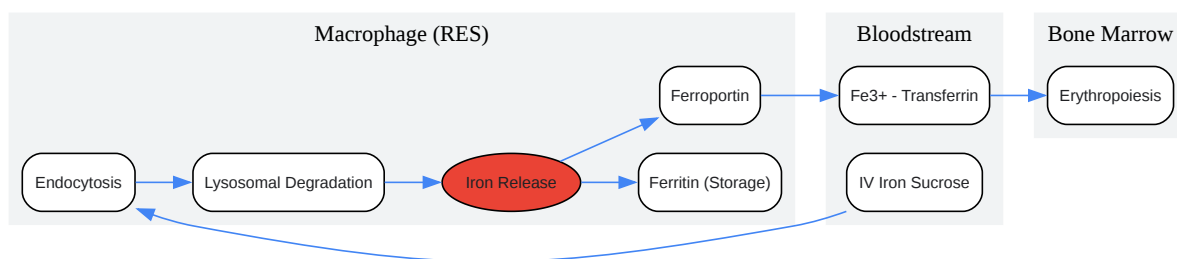 Macrophage (RES)
Bloodstream
Bone Marrow
Ferroportin
Fe3+ - Transferrin
Erythropoiesis
Endocytosis
Lysosomal Degradation
Iron Release
Ferritin (Storage)
IV Iron Sucrose